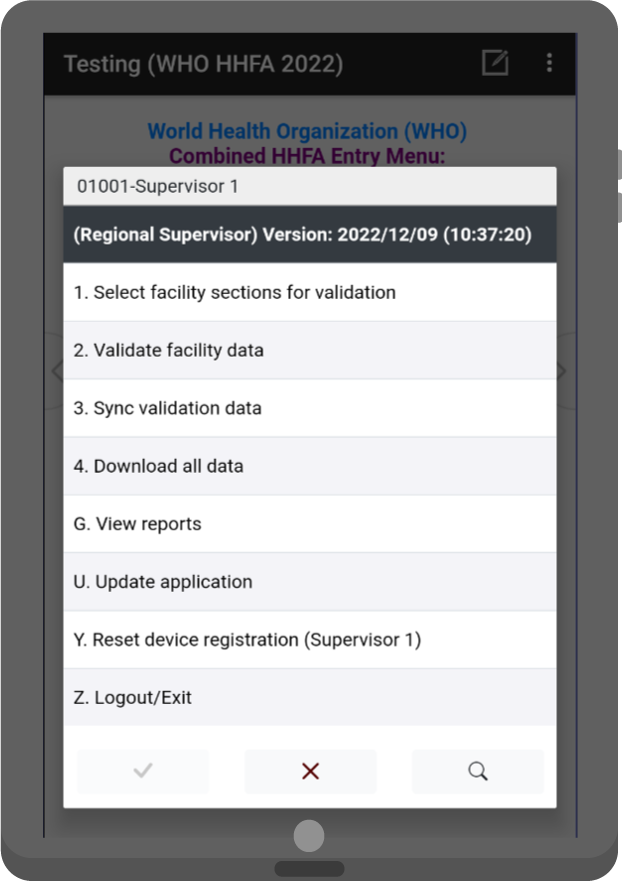 Testing (WHO HHFA 2022)
World Health Organization (WHO)
Combined HHFA Entry Menu:
01001-Supervisor 1
(Regional Supervisor) Version: 2022/12/09 (10:37:20)
1. Select facility sections for validation
2. Validate facility data
3. Sync validation data
4. Download all data
G. View reports
U. Update application
Y. Reset device registration (Supervisor 1)
Z. Logout/Exit